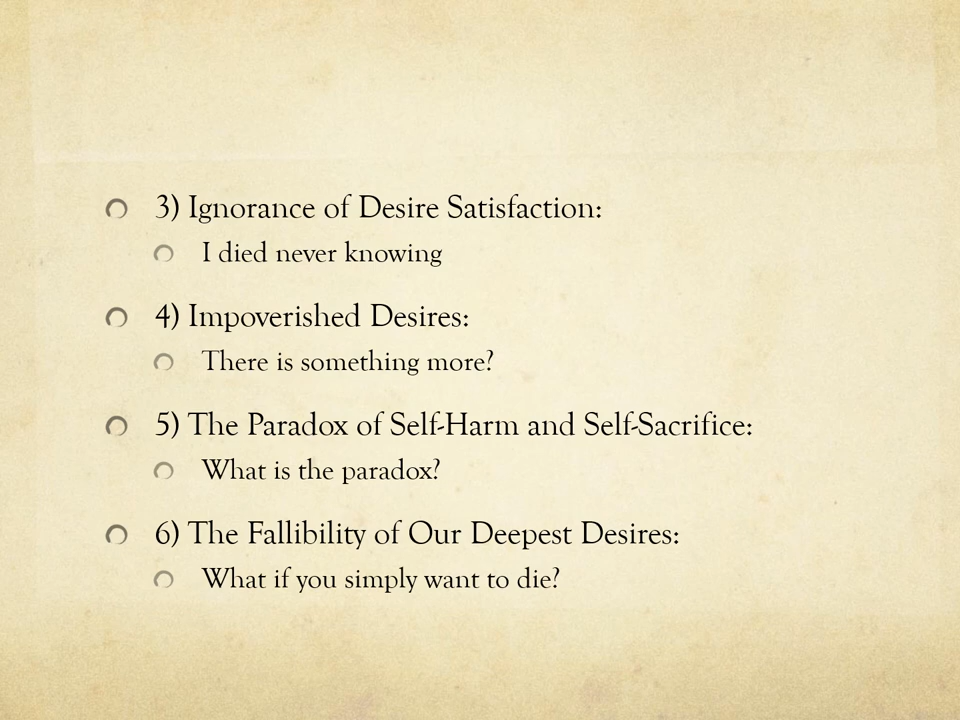 3) Ignorance of Desire Satisfaction:
I died never knowing
4) Impoverished Desires:
There is something more?
5) The Paradox of Self-Harm and Self-Sacrifice:
What is the paradox?
6) The Fallibility of Our Deepest Desires:
What if you simply want to die?